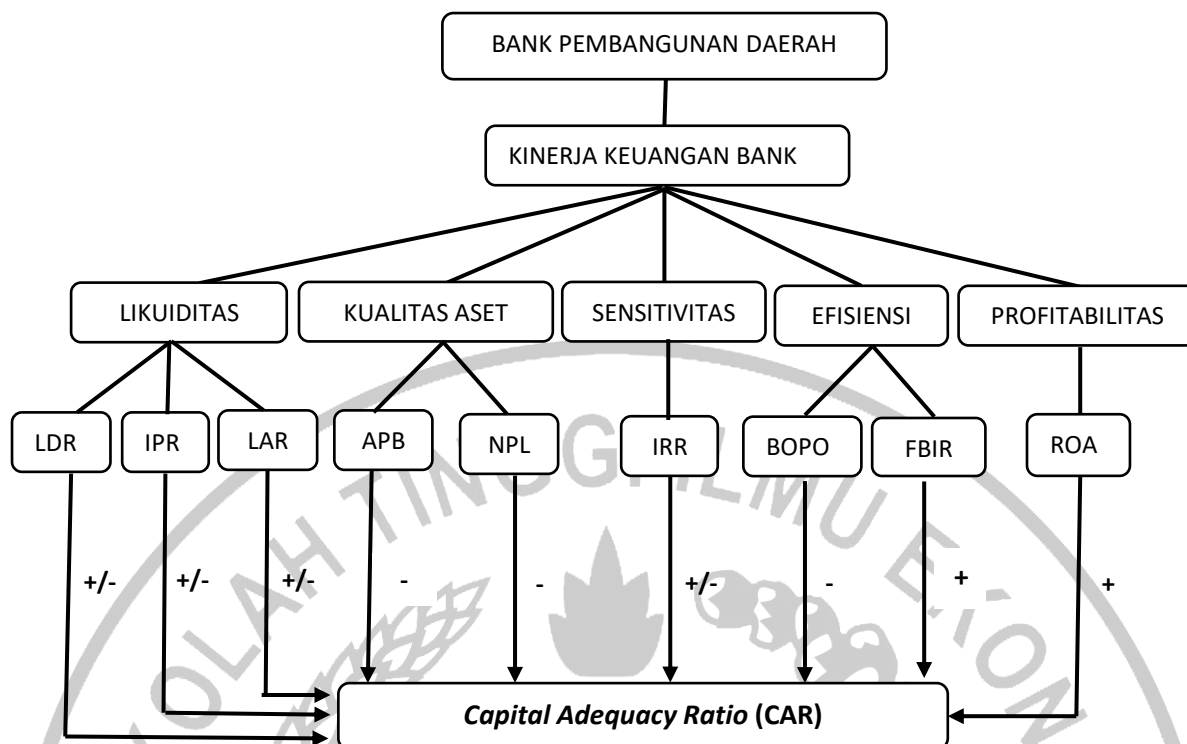 BANK PEMBANGUNAN DAERAH
KINERJA KEUANGAN BANK
LIKUIDITAS
KUALITAS ASET
SENSITIVITAS
EFISIENSI
PROFITABILITAS
LDR
IPR
LAR
APB
NPL
IRR
BOPO
FBIR
ROA
+/-
+/-
+/-
-
-
+/-
-
+
+
Capital Adequacy Ratio (CAR)